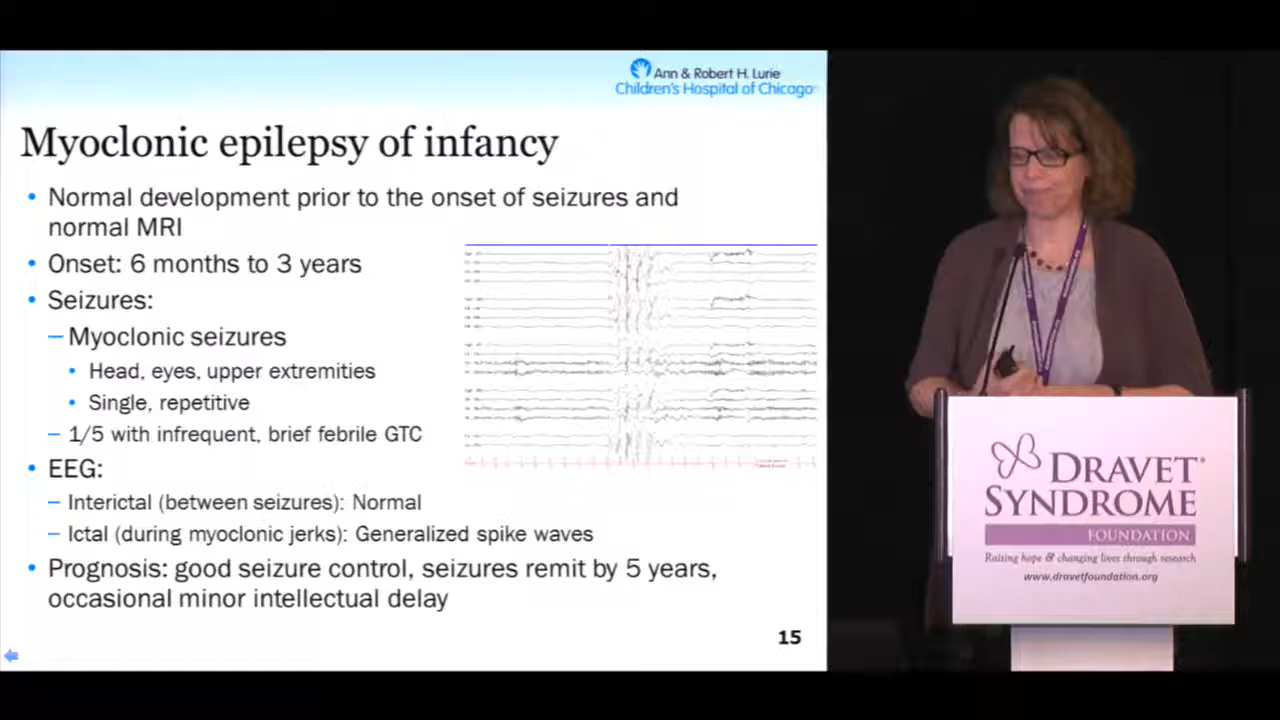 Ann & Robert H. Lurie
Children's Hospital of Chicago
Myoclonic epilepsy of infancy
• Normal development prior to the onset of seizures and
normal MRI
• Onset: 6 months to 3 years
• Seizures:
– Myoclonic seizures
• Head, eyes, upper extremities
• Single, repetitive
– 1/5 with infrequent, brief febrile GTC
• EEG:
– Interictal (between seizures): Normal
– Ictal (during myoclonic jerks): Generalized spike waves
• Prognosis: good seizure control, seizures remit by 5 years,
occasional minor intellectual delay
15
DRAVET
SYNDROME
FOUNDATION
Raising hope & changing lives through research
www.dravetfoundation.org